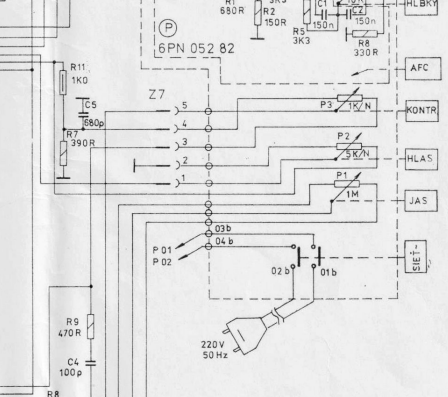 R1
680R
R2
150R
3K3
C1
150n
C2
150n
HLBKY
R5
3K3
R8
330R
P
6PN 052 82
AFC
R11
1K0
Z7
C5
680p
5
P3
1K/N
KONTR
4
R7
390R
3
P2
5K/N
HLAS
2
1
P1
1M
JAS
03b
P 01
04b
P 02
SIEŤ~
02b
01b
R9
470R
220V
50Hz
C4
100p
R8